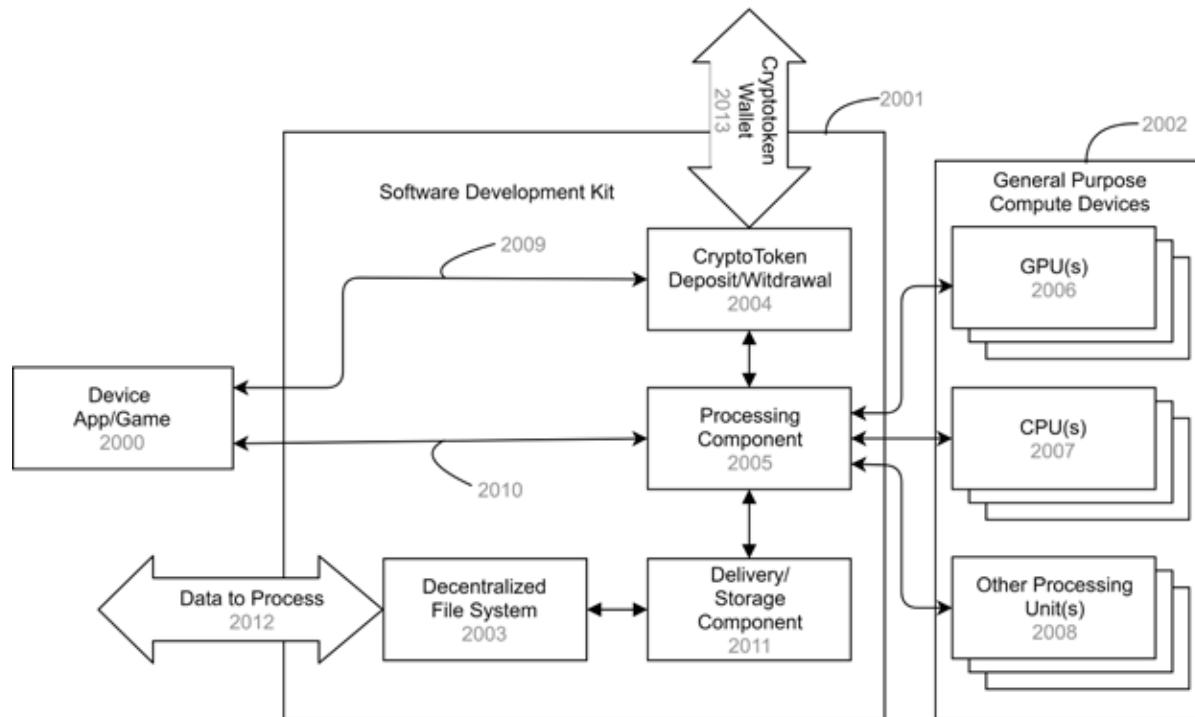 Cryptotoken
Wallet
2013
2001
2002
Software Development Kit
General Purpose
Compute Devices
2009
CryptoToken
Deposit/Witdrawal
2004
GPU(s)
2006
Device
App/Game
2000
Processing
Component
2005
CPU(s)
2007
2010
Data to Process
2012
Decentralized
File System
2003
Delivery/
Storage
Component
2011
Other Processing
Unit(s)
2008